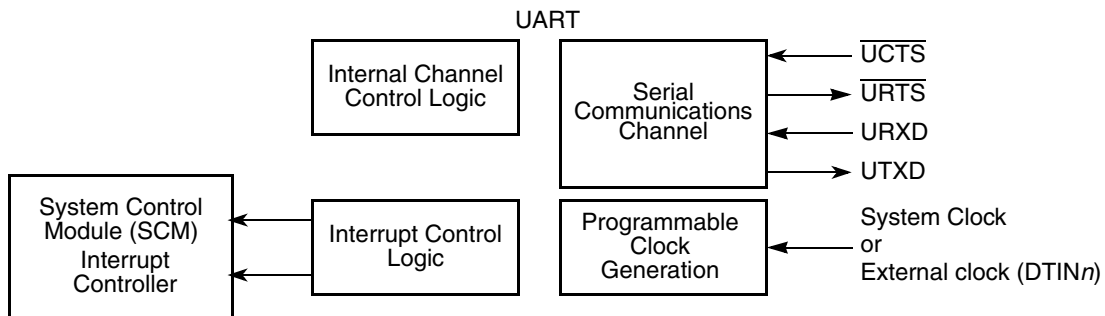 UART
Internal Channel
Control Logic
Serial
Communications
Channel
UCTS
URTS
URXD
UTXD
System Control
Module (SCM)
Interrupt
Controller
Interrupt Control
Logic
Programmable
Clock
Generation
System Clock
or
External clock (DTINn)